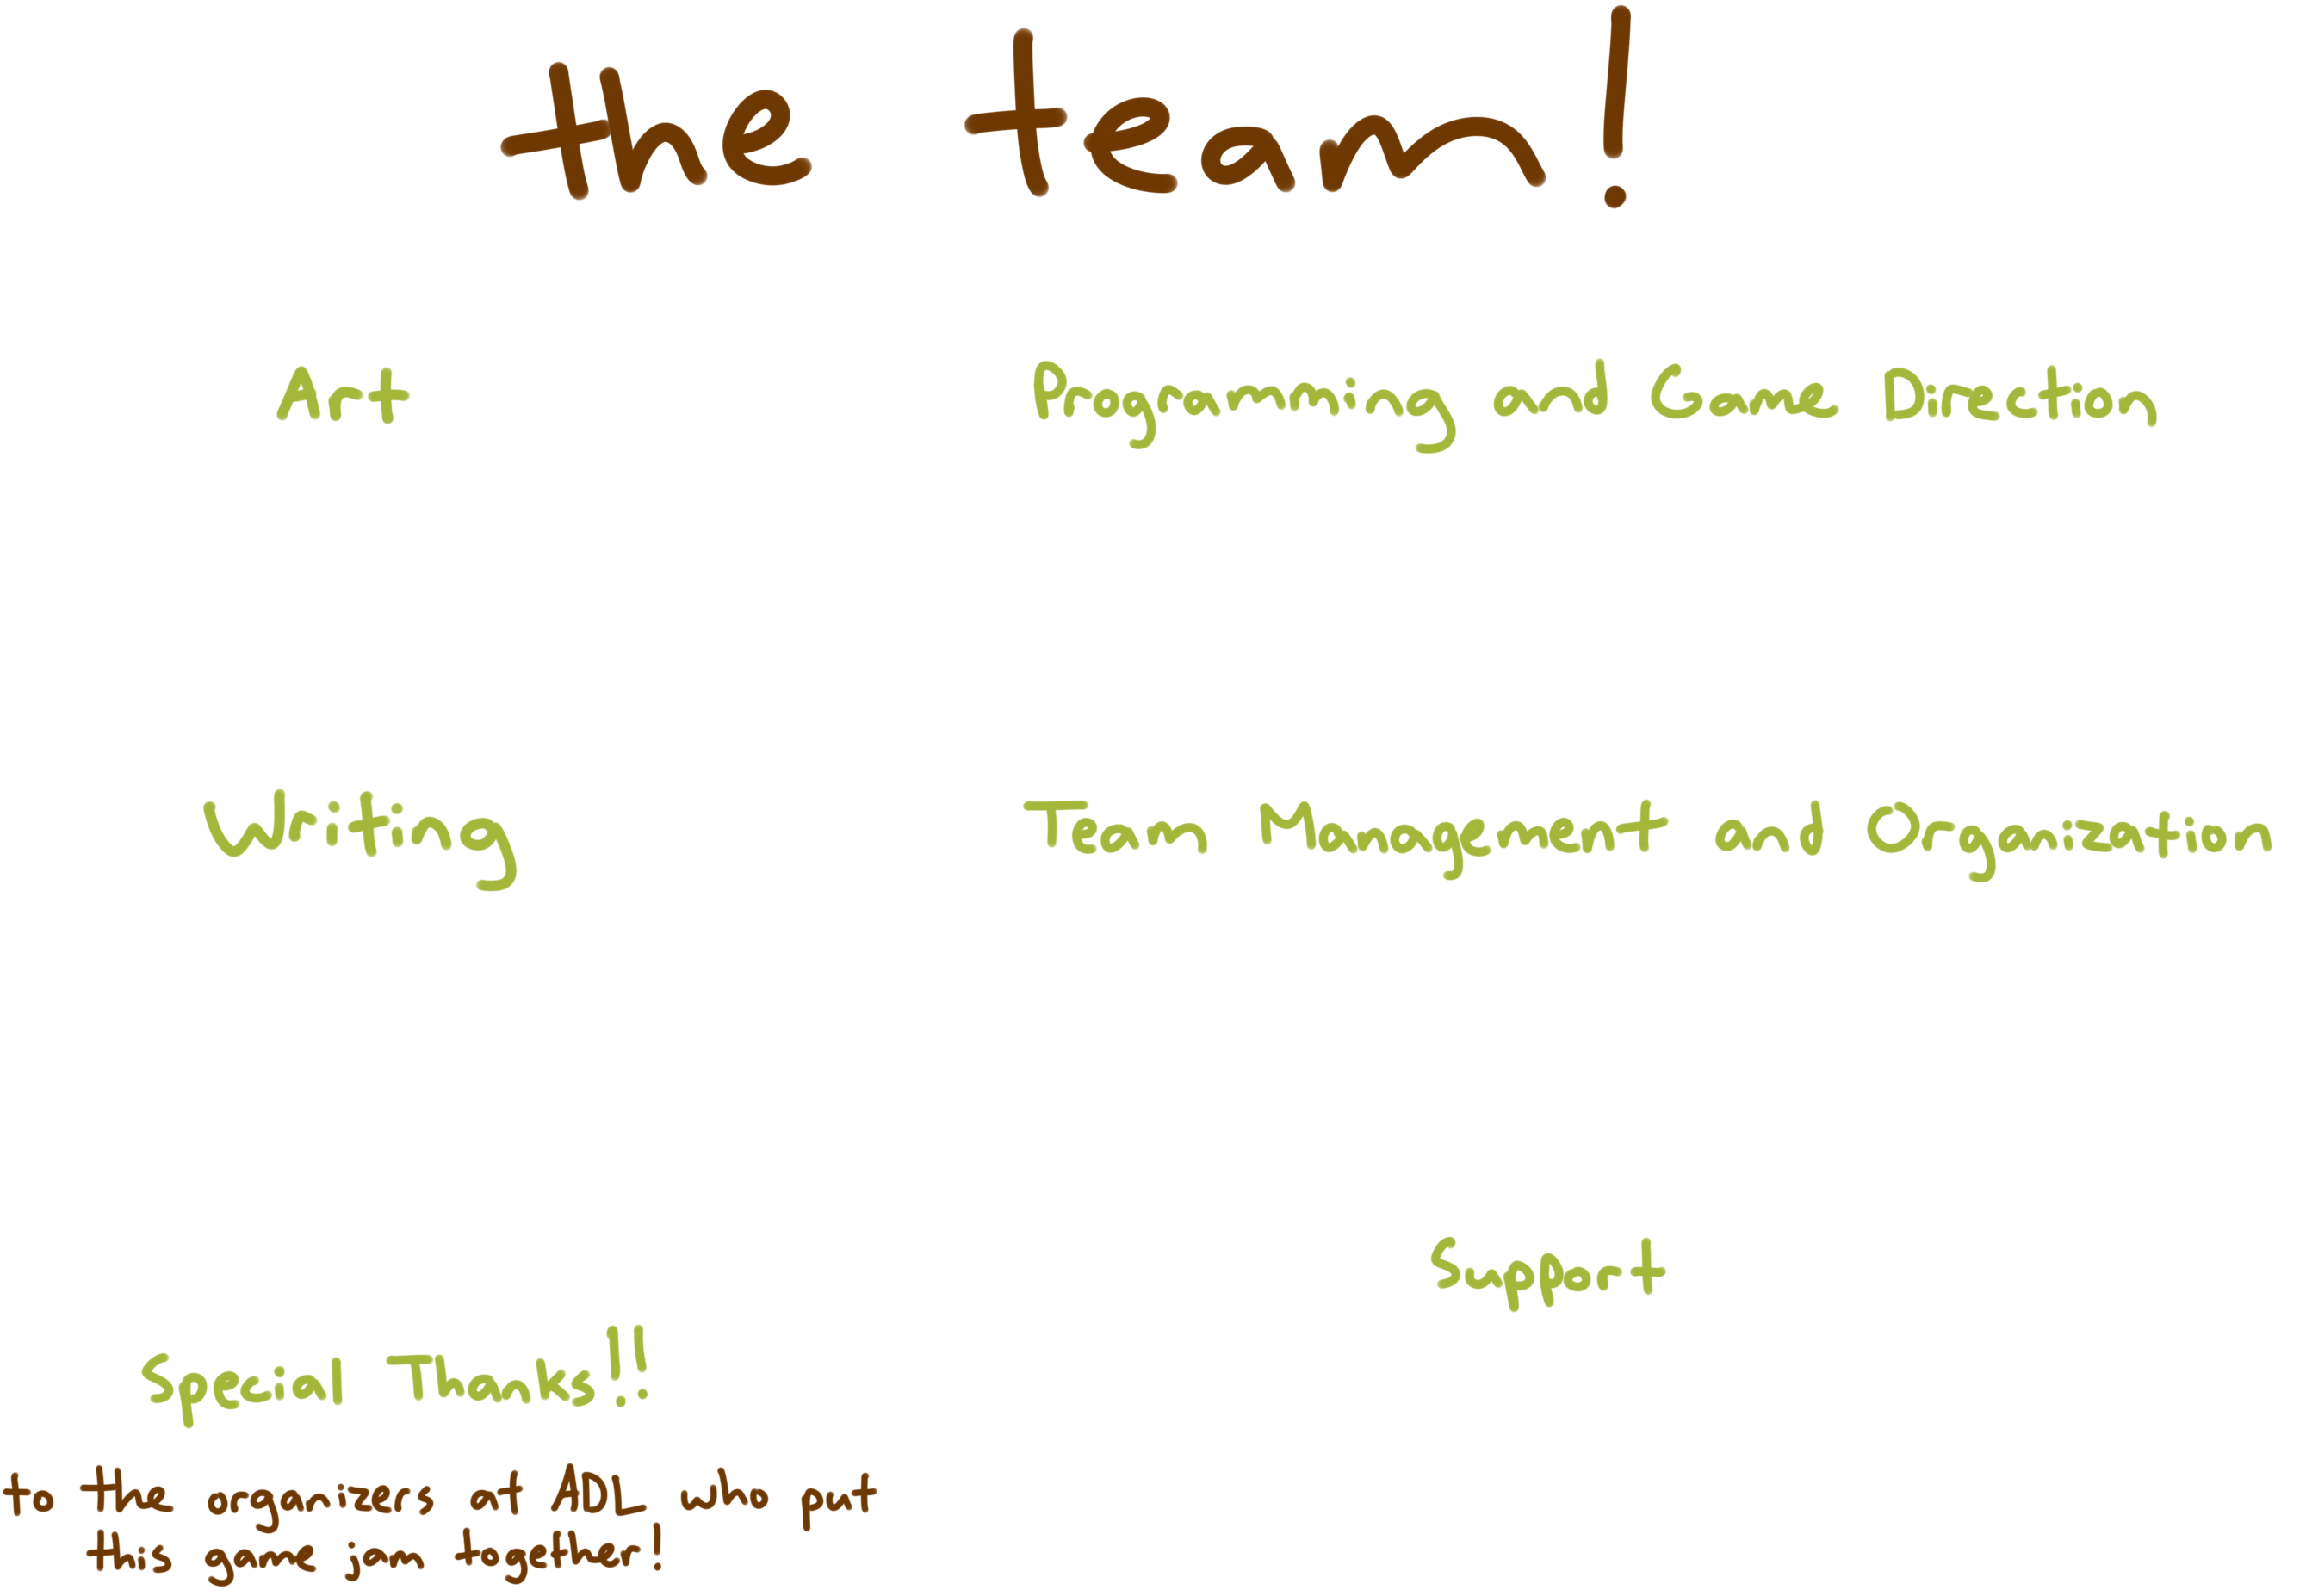 the team!
Art
Programming and Game Direction
Writing
Team Management and Organization
Support
Special Thanks!!
to the organizers at ADL who put
this game jam together!